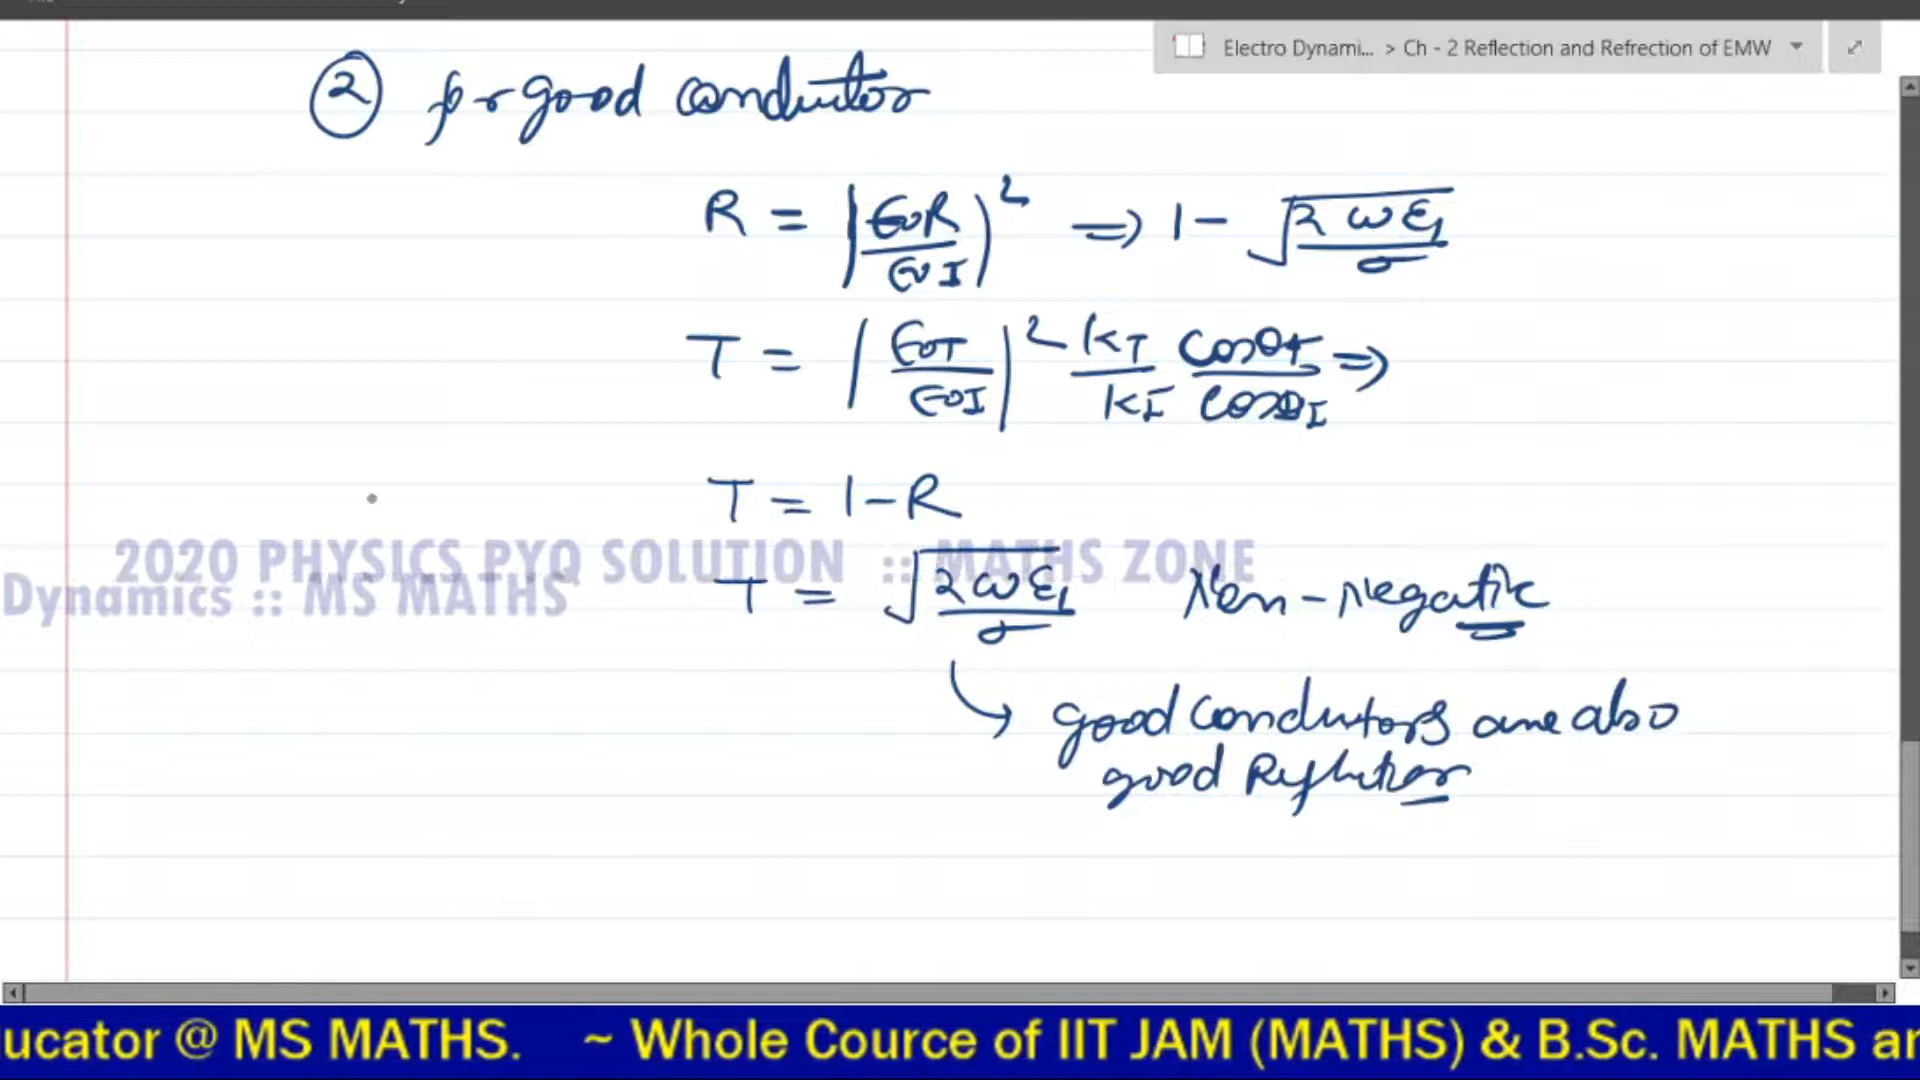 Electro Dynami... > Ch - 2 Reflection and Refrection of EMW
② for good conductor
R = |E0R/E0I|² => 1 - √(2ωε₁/σ)
T = |E0T/E0I|² kT/kI cosθT/cosθI =>
T = 1 - R
2020 PHYSICS PYQ SOLUTION :: MATHS ZONE
Dynamics :: MS MATHS
T = √(2ωε₁/σ) Non-negative
↳ good conductors are also
good Reflector
ducator @ MS MATHS. ~ Whole Cource of IIT JAM (MATHS) & B.Sc. MATHS an